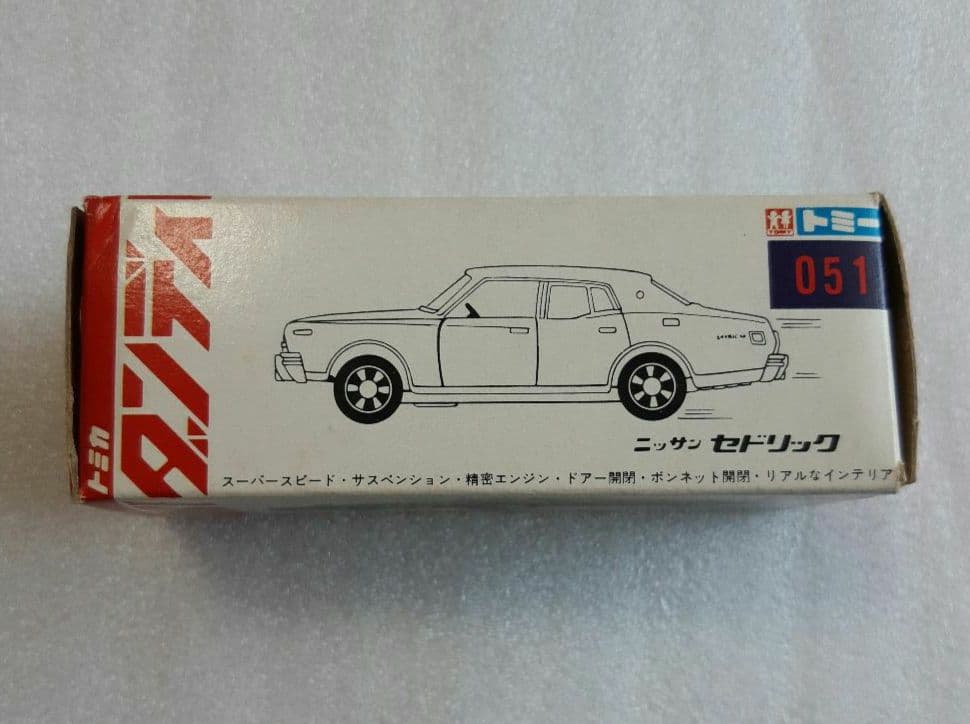 トミカ
ダンディ
TOMY
トミー
051
ニッサン セドリック
スーパースピード・サスペンション・精密エンジン・ドアー開閉・ボンネット開閉・リアルなインテリア